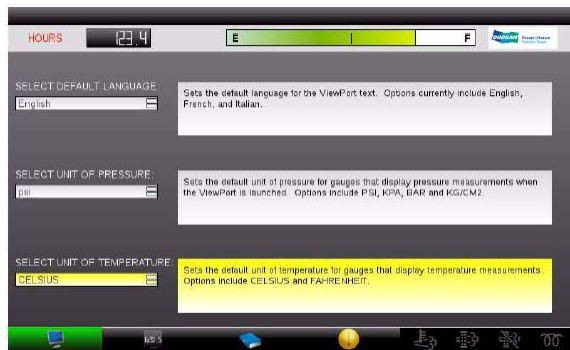 HOURS
123.4
E
F
DOOSAN
SELECT DEFAULT LANGUAGE:
English
Sets the default language for the ViewPort text. Options currently include English,
French, and Italian.
SELECT UNIT OF PRESSURE:
psi
Sets the default unit of pressure for gauges that display pressure measurements when
the ViewPort is launched. Options include PSI, KPA, BAR and KG/CM2.
SELECT UNIT OF TEMPERATURE:
CELSIUS
Sets the default unit of temperature for gauges that display temperature measurements.
Options include CELSIUS and FAHRENHEIT.